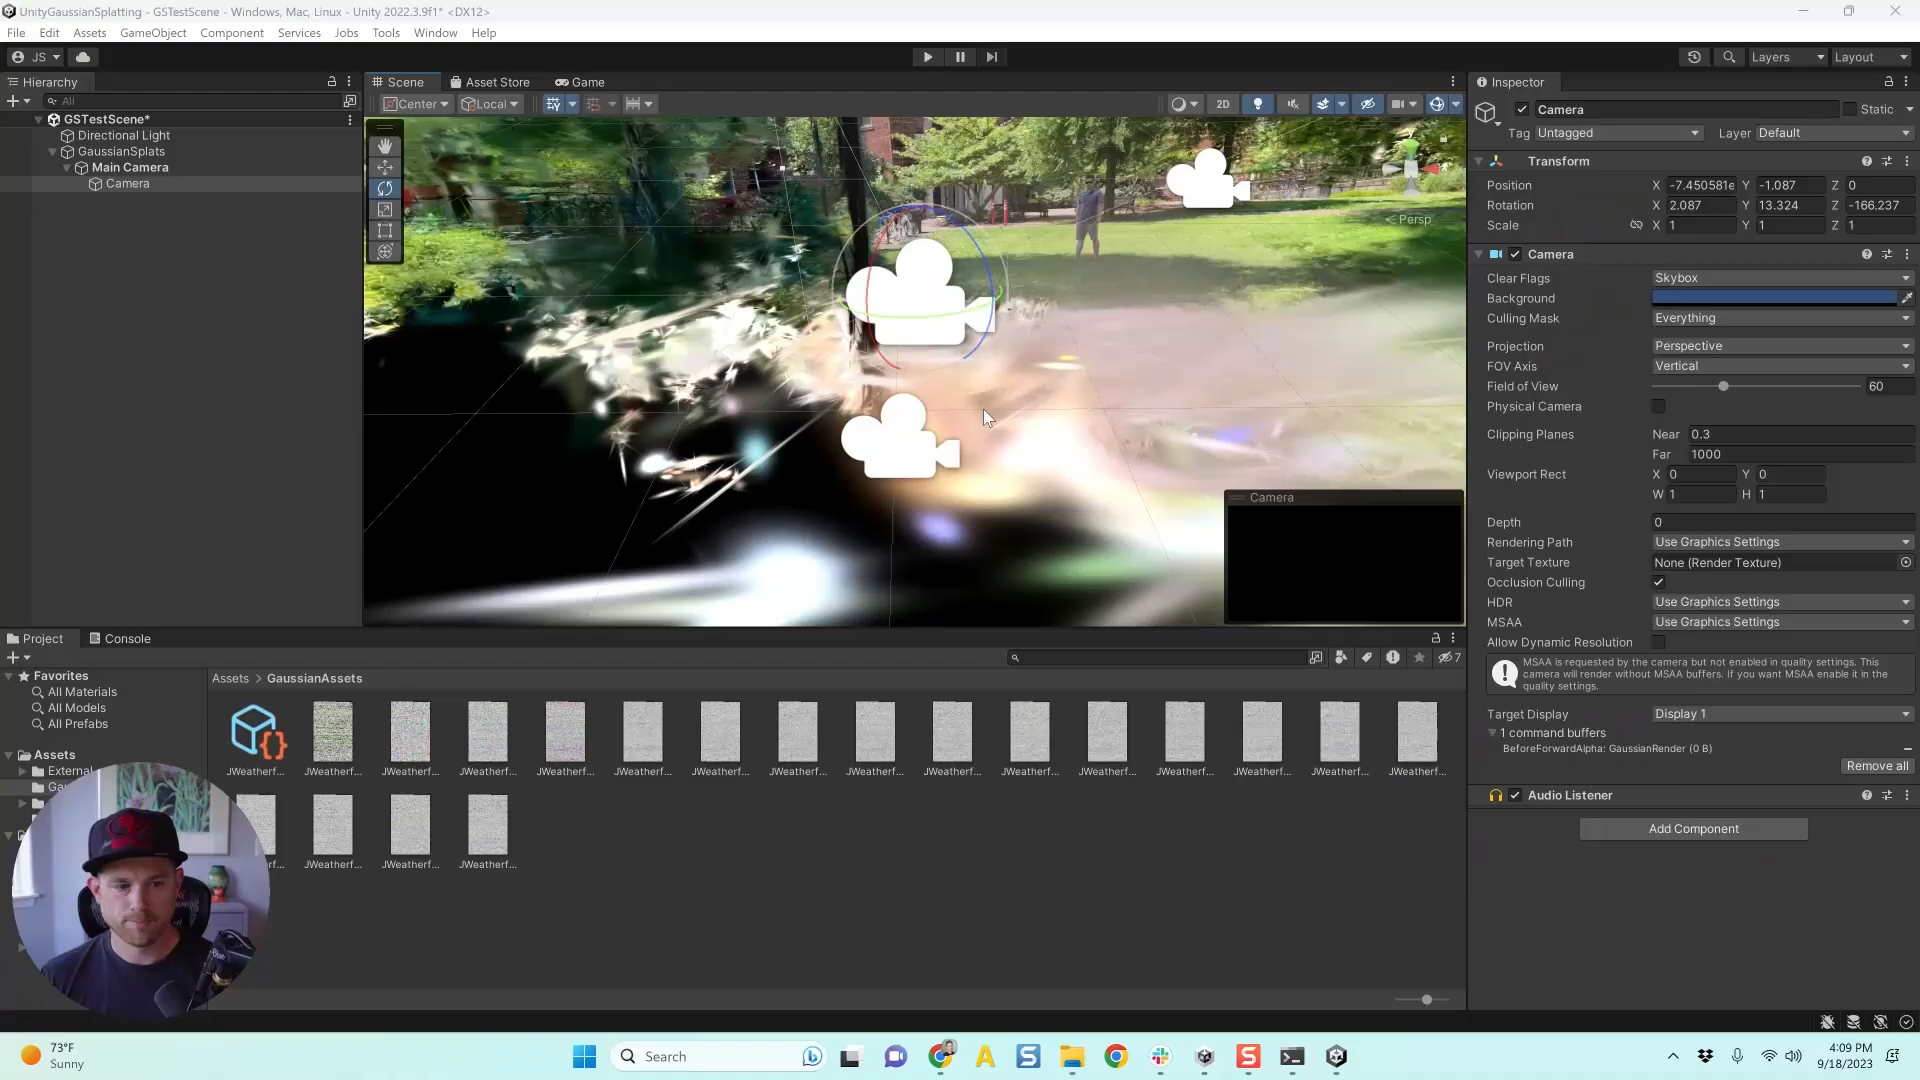 UnityGaussianSplatting - GSTestScene - Windows, Mac, Linux - Unity 2022.3.9f1* <DX12>
File Edit Assets GameObject Component Services Jobs Tools Window Help
JS Layers Layout
Hierarchy
All
GSTestScene*
Directional Light
GaussianSplats
Main Camera
Camera
Scene Asset Store Game
Center Local 2D
Persp
Camera
Inspector
Camera Static
Tag Untagged Layer Default
Transform
Position X -7.450581e Y -1.087 Z 0
Rotation X 2.087 Y 13.324 Z -166.237
Scale X 1 Y 1 Z 1
Camera
Clear Flags Skybox
Background
Culling Mask Everything
Projection Perspective
FOV Axis Vertical
Field of View 60
Physical Camera
Clipping Planes Near 0.3
Far 1000
Viewport Rect X 0 Y 0
W 1 H 1
Depth 0
Rendering Path Use Graphics Settings
Target Texture None (Render Texture)
Occlusion Culling
HDR Use Graphics Settings
MSAA Use Graphics Settings
Allow Dynamic Resolution
MSAA is requested by the camera but not enabled in quality settings. This
camera will render without MSAA buffers. If you want MSAA enable it in the
quality settings.
Target Display Display 1
1 command buffers
BeforeForwardAlpha: GaussianRender (0 B)
Remove all
Audio Listener
Add Component
Project Console
7
Favorites
All Materials
All Models
All Prefabs
Assets
External
Ga
Assets > GaussianAssets
JWeatherf... JWeatherf... JWeatherf... JWeatherf... JWeatherf... JWeatherf... JWeatherf... JWeatherf... JWeatherf... JWeatherf... JWeatherf... JWeatherf... JWeatherf... JWeatherf... JWeatherf... JWeatherf...
rf... JWeatherf... JWeatherf... JWeatherf...
73°F
Sunny
Search
4:09 PM
9/18/2023